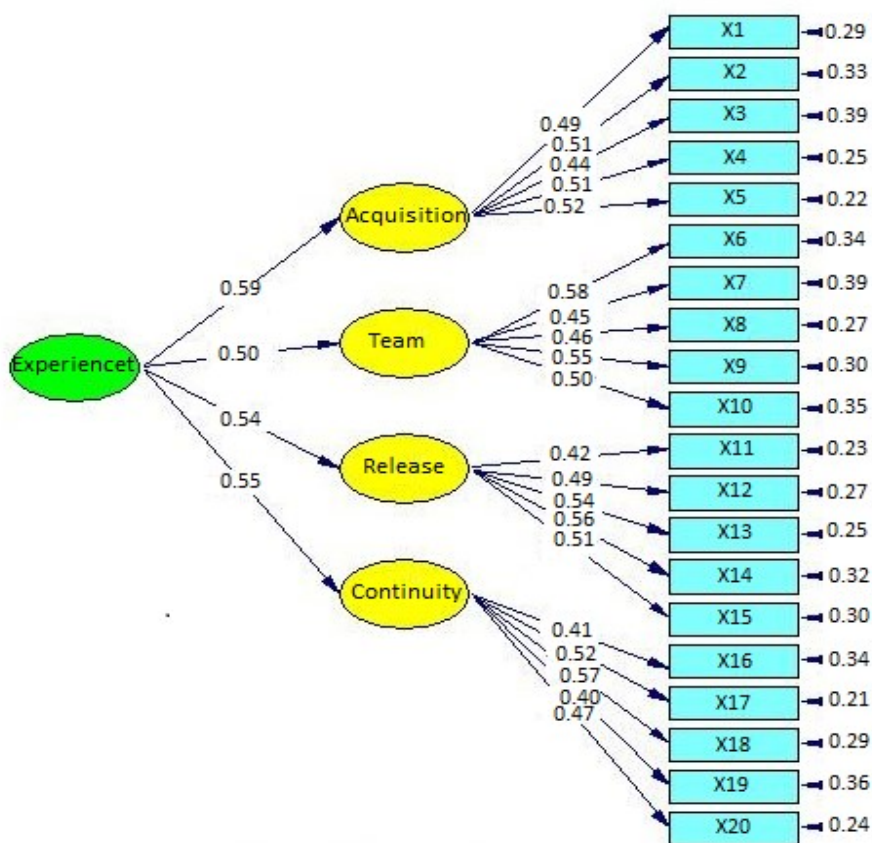 X1
0.29
X2
0.33
X3
0.39
0.49
0.51
0.44
X4
0.25
0.51
0.52
X5
0.22
Acquisition
X6
0.34
0.59
0.58
X7
0.39
0.45
0.46
X8
0.27
Team
0.50
0.55
X9
0.30
Experiencet
0.50
X10
0.35
0.54
0.42
X11
0.23
Release
0.49
X12
0.27
0.55
0.54
0.56
X13
0.25
0.51
X14
0.32
Continuity
X15
0.30
0.41
X16
0.34
0.52
0.57
X17
0.21
0.40
0.47
X18
0.29
X19
0.36
X20
0.24